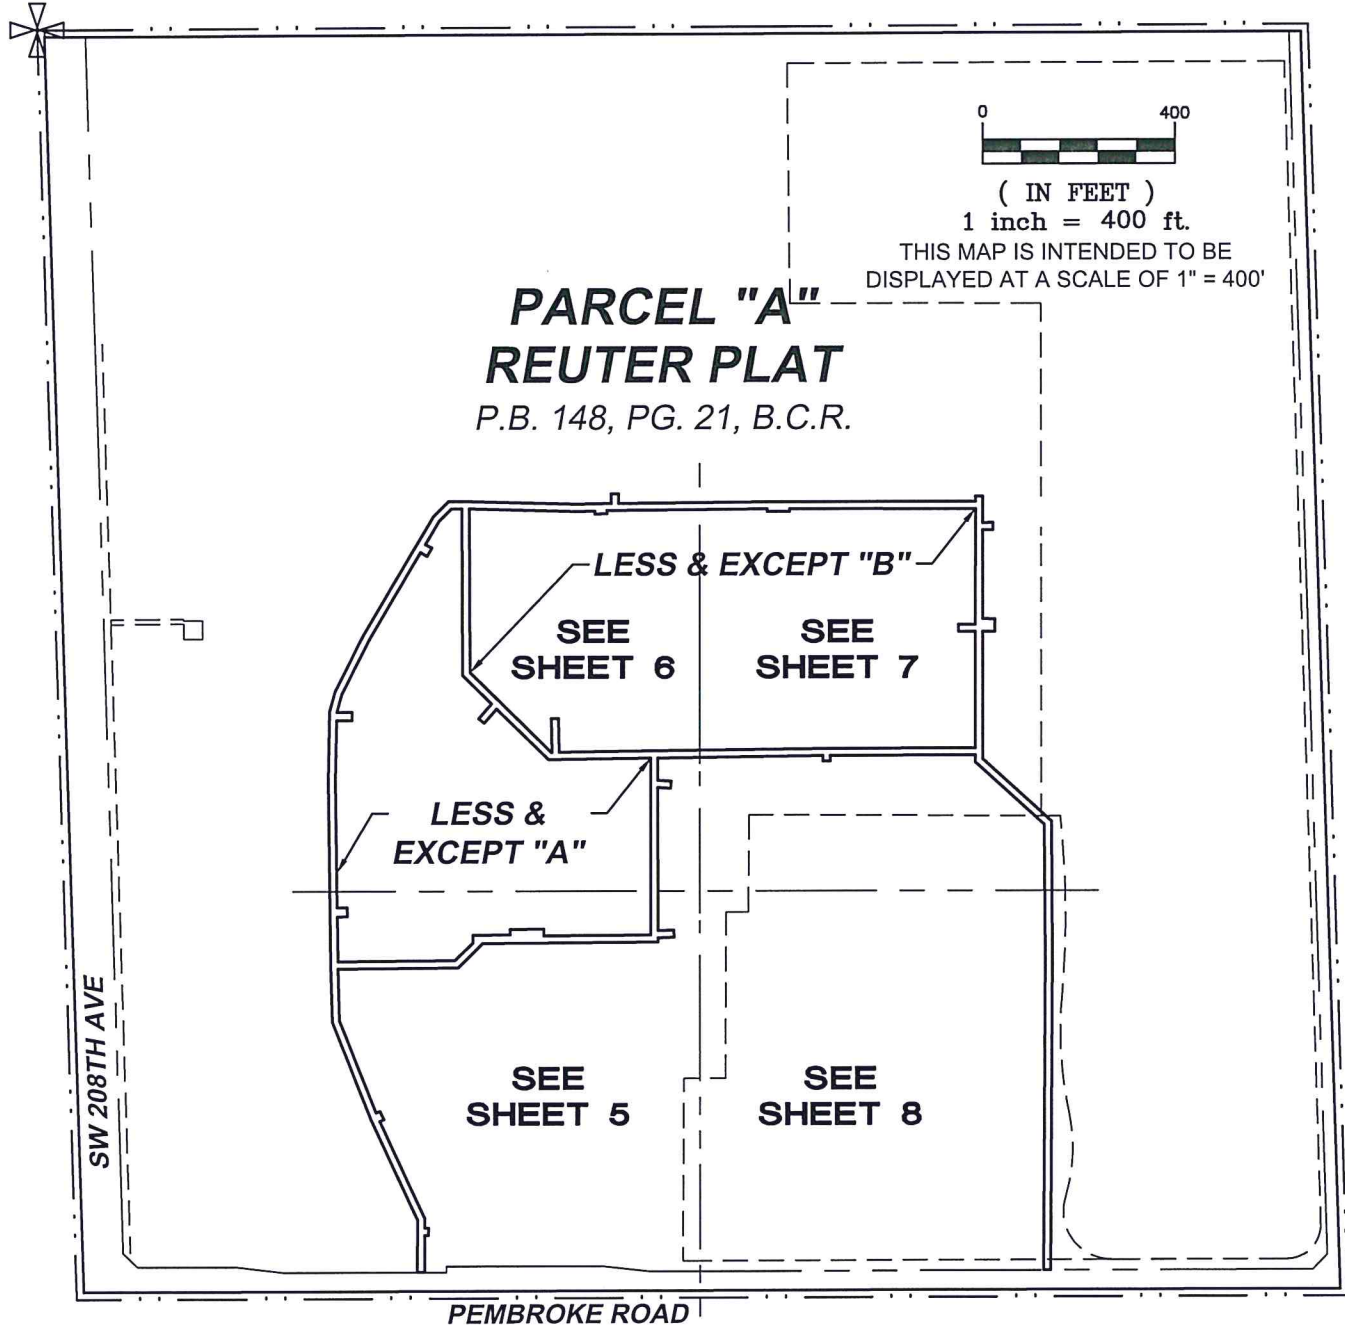 0 400
( IN FEET )
1 inch = 400 ft.
THIS MAP IS INTENDED TO BE
DISPLAYED AT A SCALE OF 1" = 400'
PARCEL "A"
REUTER PLAT
P.B. 148, PG. 21, B.C.R.
LESS & EXCEPT "B"
SEE
SHEET 6
SEE
SHEET 7
LESS &
EXCEPT "A"
SW 208TH AVE
SEE
SHEET 5
SEE
SHEET 8
PEMBROKE ROAD